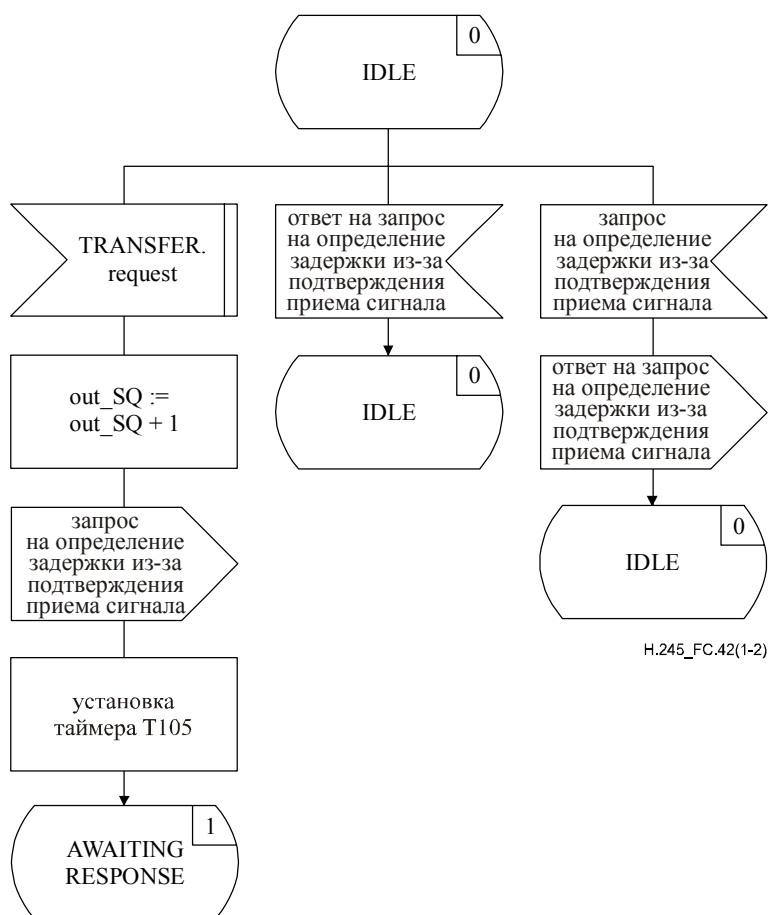 0
IDLE
TRANSFER.
request
out_SQ :=
out_SQ + 1
запрос
на определение
задержки из-за
подтверждения
приема сигнала
установка
таймера T105
1
AWAITING
RESPONSE
ответ на запрос
на определение
задержки из-за
подтверждения
приема сигнала
0
IDLE
запрос
на определение
задержки из-за
подтверждения
приема сигнала
ответ на запрос
на определение
задержки из-за
подтверждения
приема сигнала
0
IDLE
H.245_FC.42(1-2)